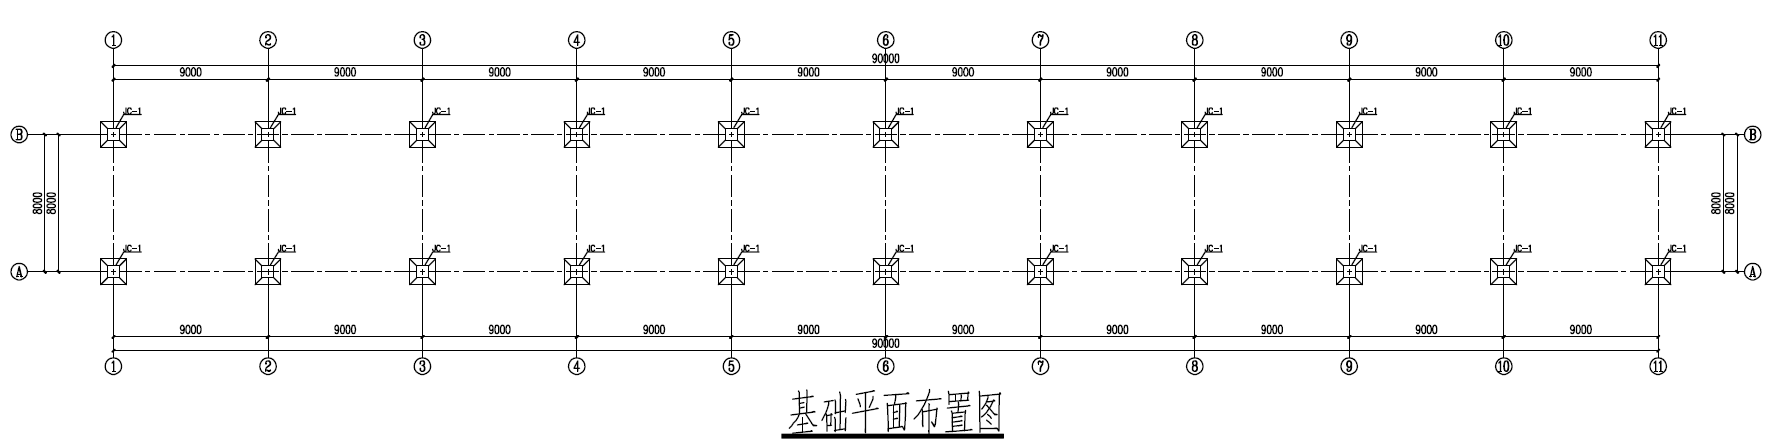 1 2 3 4 5 6 7 8 9 10 11
90000
9000 9000 9000 9000 9000 9000 9000 9000 9000 9000
JC-1 JC-1 JC-1 JC-1 JC-1 JC-1 JC-1 JC-1 JC-1 JC-1 JC-1
B B
8000 8000 8000 8000
JC-1 JC-1 JC-1 JC-1 JC-1 JC-1 JC-1 JC-1 JC-1 JC-1 JC-1
A A
9000 9000 9000 9000 9000 9000 9000 9000 9000 9000
90000
1 2 3 4 5 6 7 8 9 10 11
基础平面布置图